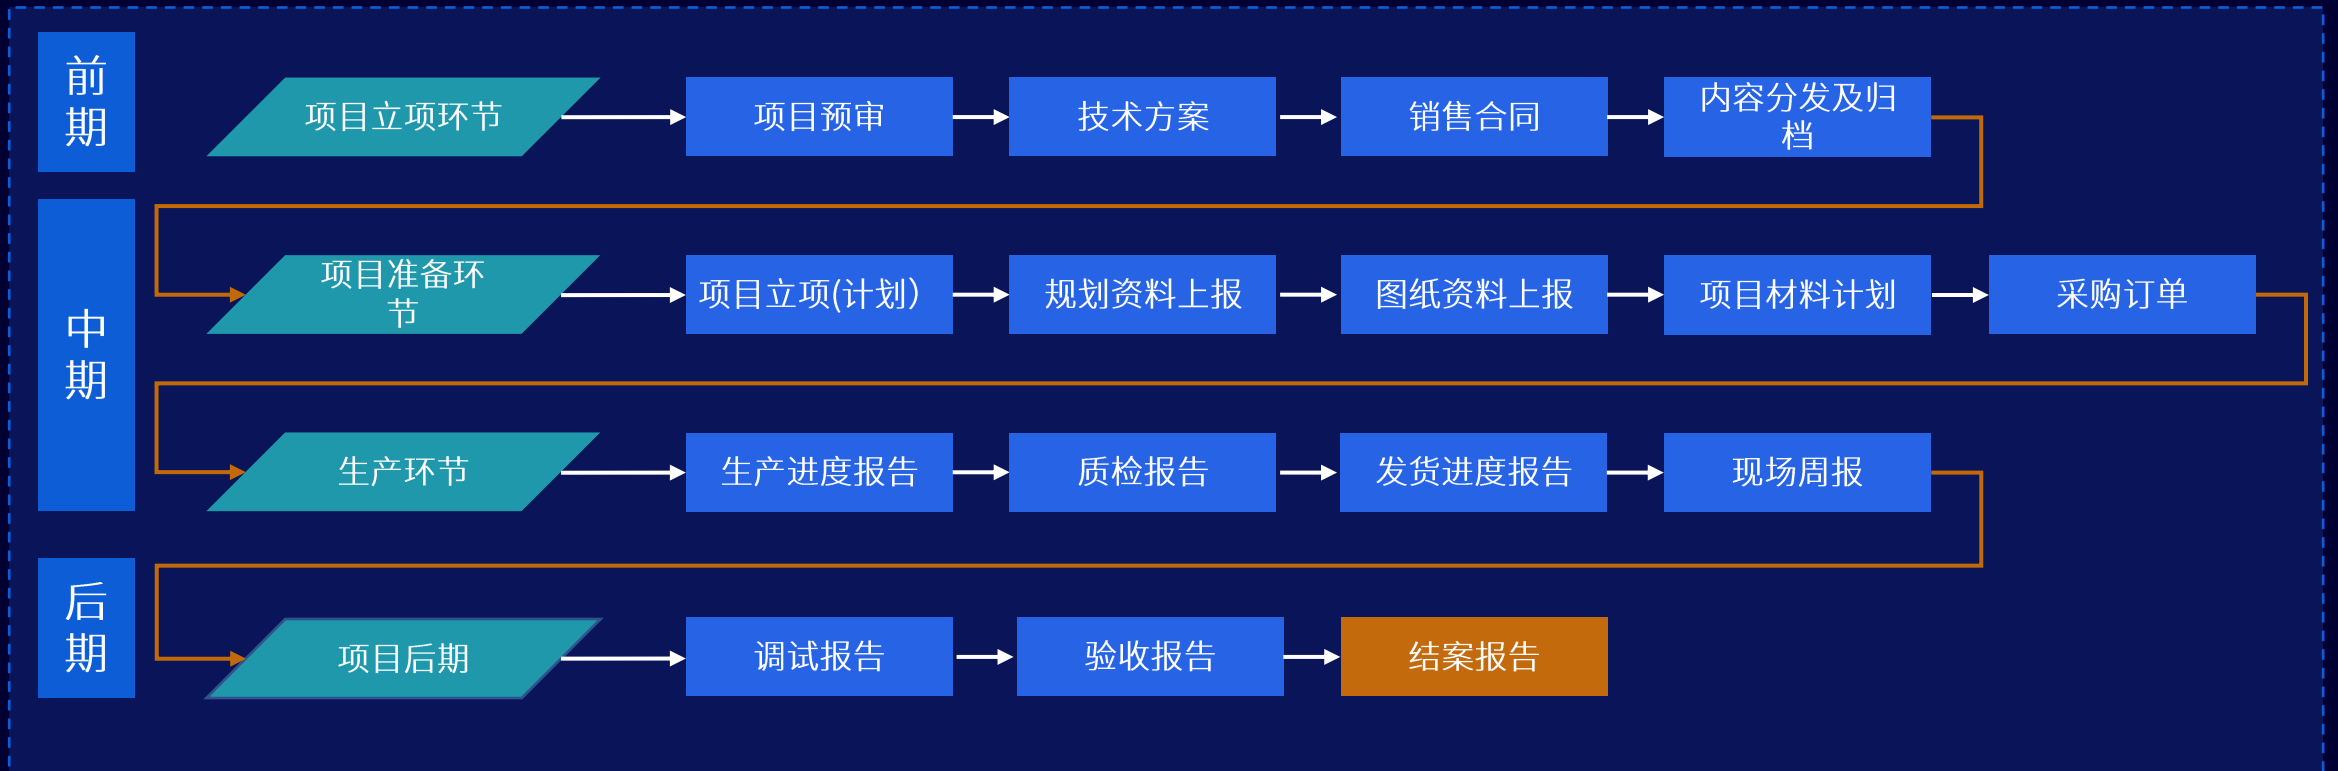 前
期
项目立项环节
项目预审
技术方案
销售合同
内容分发及归
档
中
期
项目准备环
节
项目立项(计划）
规划资料上报
图纸资料上报
项目材料计划
采购订单
生产环节
生产进度报告
质检报告
发货进度报告
现场周报
后
期
项目后期
调试报告
验收报告
结案报告